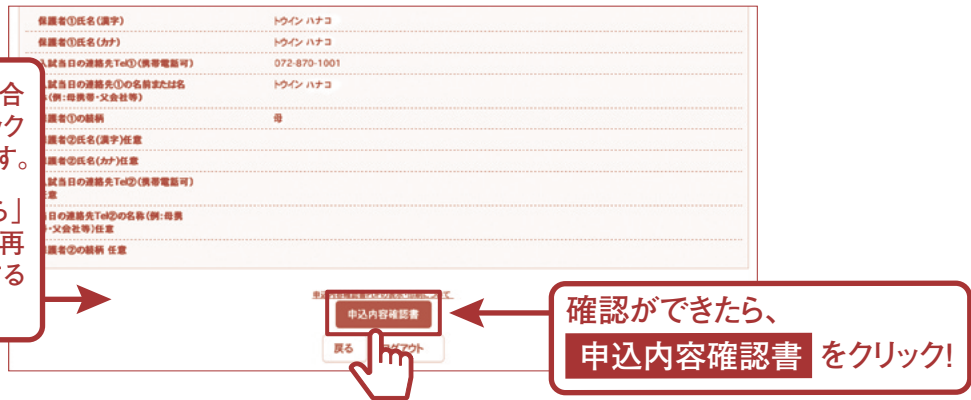 保護者①氏名(漢字) トウイン ハナコ
保護者①氏名(カナ) トウイン ハナコ
入試当日の連絡先Tel①(携帯電話可) 072-870-1001
入試当日の連絡先①の名前または名 トウイン ハナコ
(例:母携帯・父会社等)
護者①の続柄 母
護者②氏名(漢字)任意
護者②氏名(カナ)任意
試当日の連絡先Tel②(携帯電話可)
意
日の連絡先Tel②の名称(例:母携
・父会社等)任意
護者②の続柄 任意
合
ック
す。
ら」
再
する
申込内容確認書
戻る
ログアウト
確認ができたら、
申込内容確認書 をクリック!